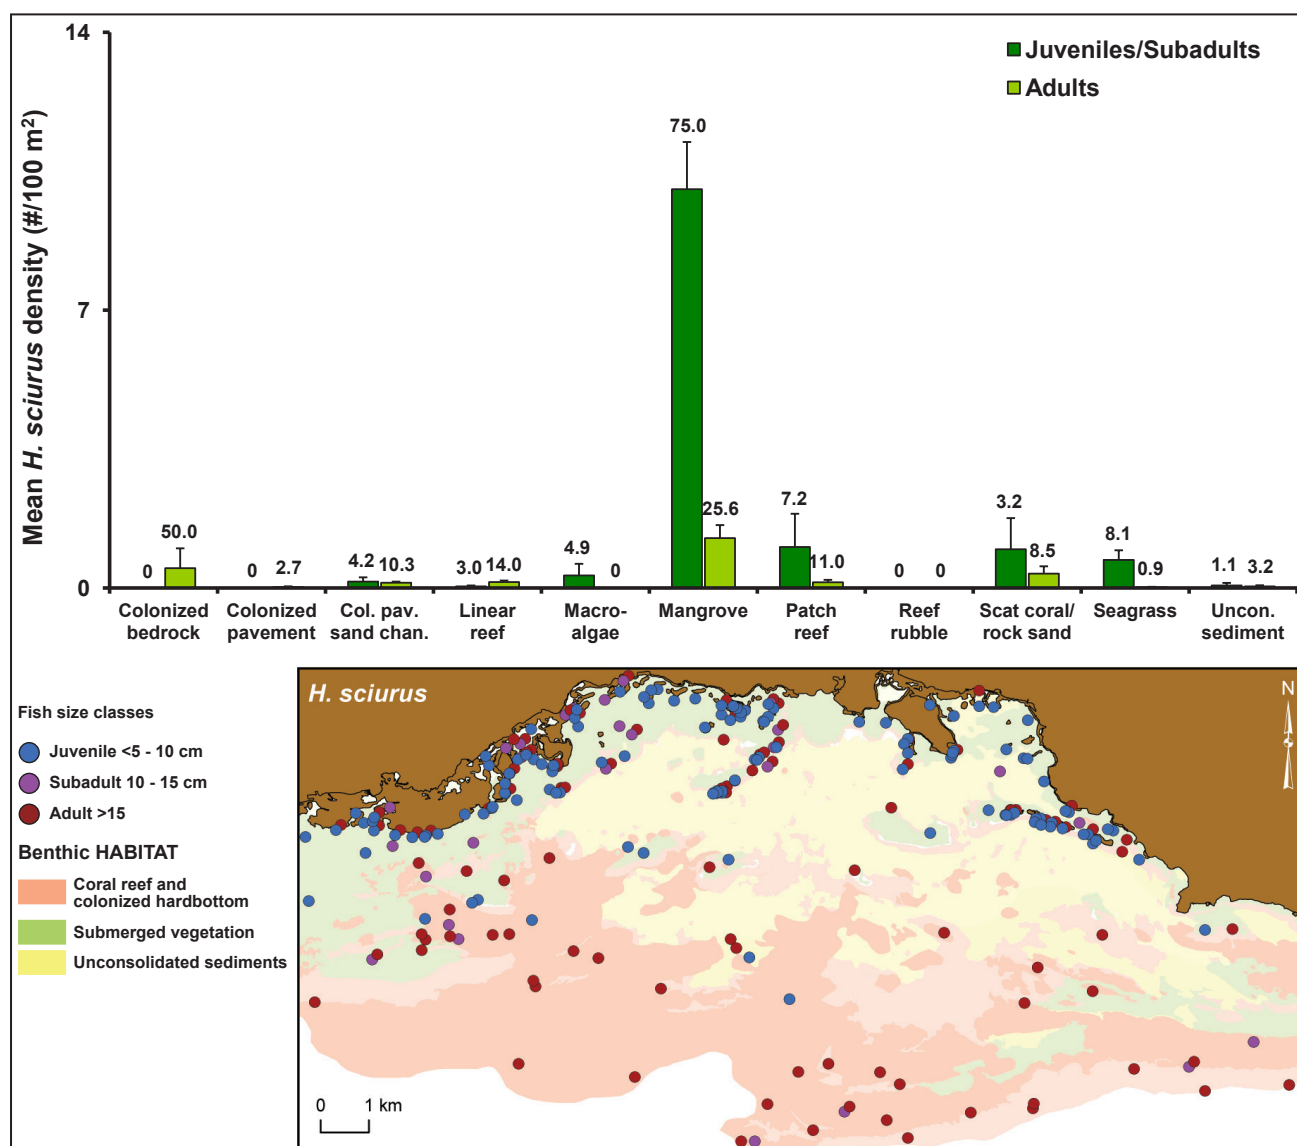 14
Juveniles/Subadults
Adults
Mean H. sciurus density (#/100 m²)
7
0
0
50.0
0
2.7
4.2
10.3
3.0
14.0
4.9
0
75.0
25.6
7.2
11.0
0
0
3.2
8.5
8.1
0.9
1.1
3.2
Colonized
bedrock
Colonized
pavement
Col. pav.
sand chan.
Linear
reef
Macro-
algae
Mangrove
Patch
reef
Reef
rubble
Scat coral/
rock sand
Seagrass
Uncon.
sediment
H. sciurus
N
Fish size classes
Juvenile <5 - 10 cm
Subadult 10 - 15 cm
Adult >15
Benthic HABITAT
Coral reef and
colonized hardbottom
Submerged vegetation
Unconsolidated sediments
0 1 km